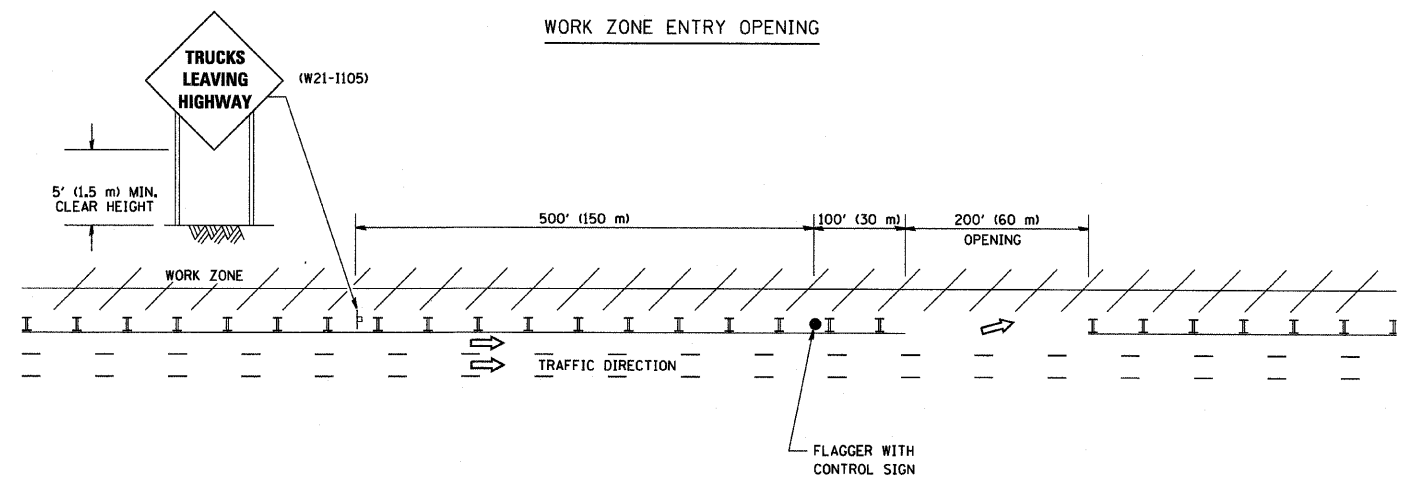 WORK ZONE ENTRY OPENING
TRUCKS
LEAVING
HIGHWAY
(W21-I105)
5' (1.5 m) MIN.
CLEAR HEIGHT
500' (150 m)
100' (30 m)
200' (60 m)
OPENING
WORK ZONE
TRAFFIC DIRECTION
FLAGGER WITH
CONTROL SIGN